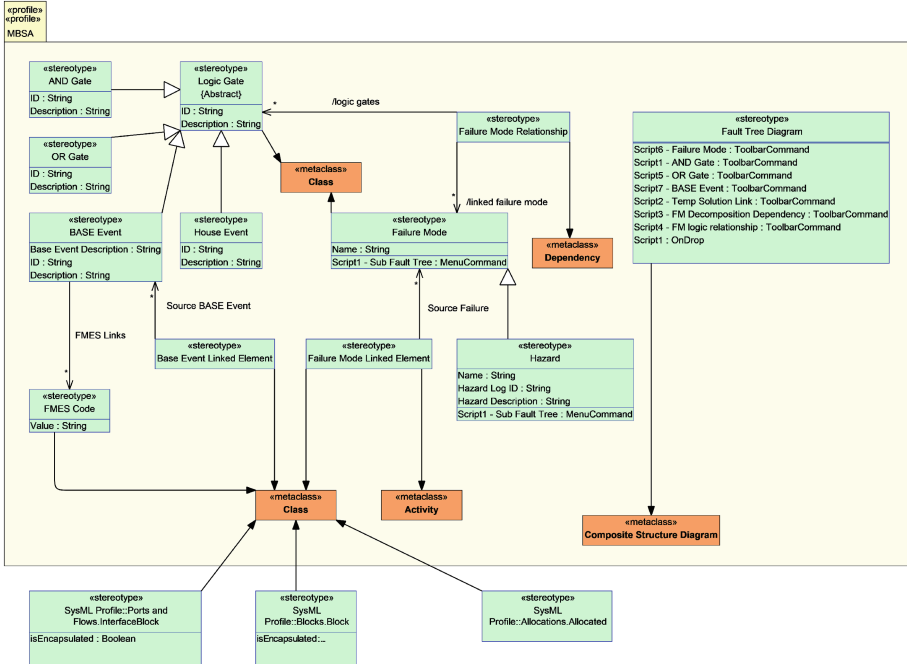 «profile»
«profile»
MBSA
«stereotype»
AND Gate
ID : String
Description : String
«stereotype»
Logic Gate
{Abstract}
ID : String
Description : String
*
/logic gates
«stereotype»
Failure Mode Relationship
«stereotype»
Fault Tree Diagram
Script6 - Failure Mode : ToolbarCommand
Script1 - AND Gate : ToolbarCommand
Script5 - OR Gate : ToolbarCommand
Script7 - BASE Event : ToolbarCommand
Script2 - Temp Solution Link : ToolbarCommand
Script3 - FM Decomposition Dependency : ToolbarCommand
Script4 - FM logic relationship : ToolbarCommand
Script1 : OnDrop
«stereotype»
OR Gate
ID : String
Description : String
«metaclass»
Class
*
/linked failure mode
«stereotype»
BASE Event
Base Event Description : String
ID : String
Description : String
«stereotype»
House Event
ID : String
Description : String
«stereotype»
Failure Mode
Name : String
Script1 - Sub Fault Tree : MenuCommand
«metaclass»
Dependency
*
Source BASE Event
*
Source Failure
FMES Links
*
«stereotype»
Base Event Linked Element
«stereotype»
Failure Mode Linked Element
«stereotype»
Hazard
Name : String
Hazard Log ID : String
Hazard Description : String
Script1 - Sub Fault Tree : MenuCommand
«stereotype»
FMES Code
Value : String
«metaclass»
Class
«metaclass»
Activity
«metaclass»
Composite Structure Diagram
«stereotype»
SysML Profile::Ports and
Flows.InterfaceBlock
isEncapsulated : Boolean
«stereotype»
SysML
Profile::Blocks.Block
isEncapsulated:...
«stereotype»
SysML
Profile::Allocations.Allocated